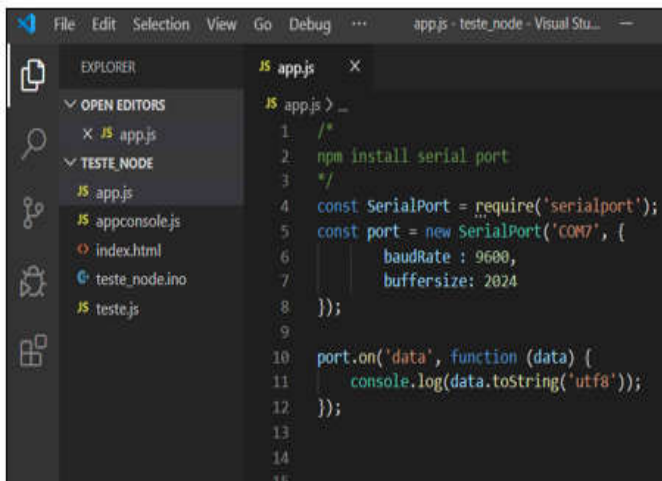 File Edit Selection View Go Debug ··· app.js - teste_node - Visual Stu...
EXPLORER
OPEN EDITORS
JS app.js
TESTE_NODE
JS app.js
JS appconsole.js
index.html
teste_node.ino
JS teste.js
JS app.js
JS app.js > ...
1 /*
2 npm install serial port
3 */
4 const SerialPort = require('serialport');
5 const port = new SerialPort('COM7', {
6 baudRate : 9600,
7 buffersize: 2024
8 });
9
10 port.on('data', function (data) {
11 console.log(data.toString('utf8'));
12 });
13
14